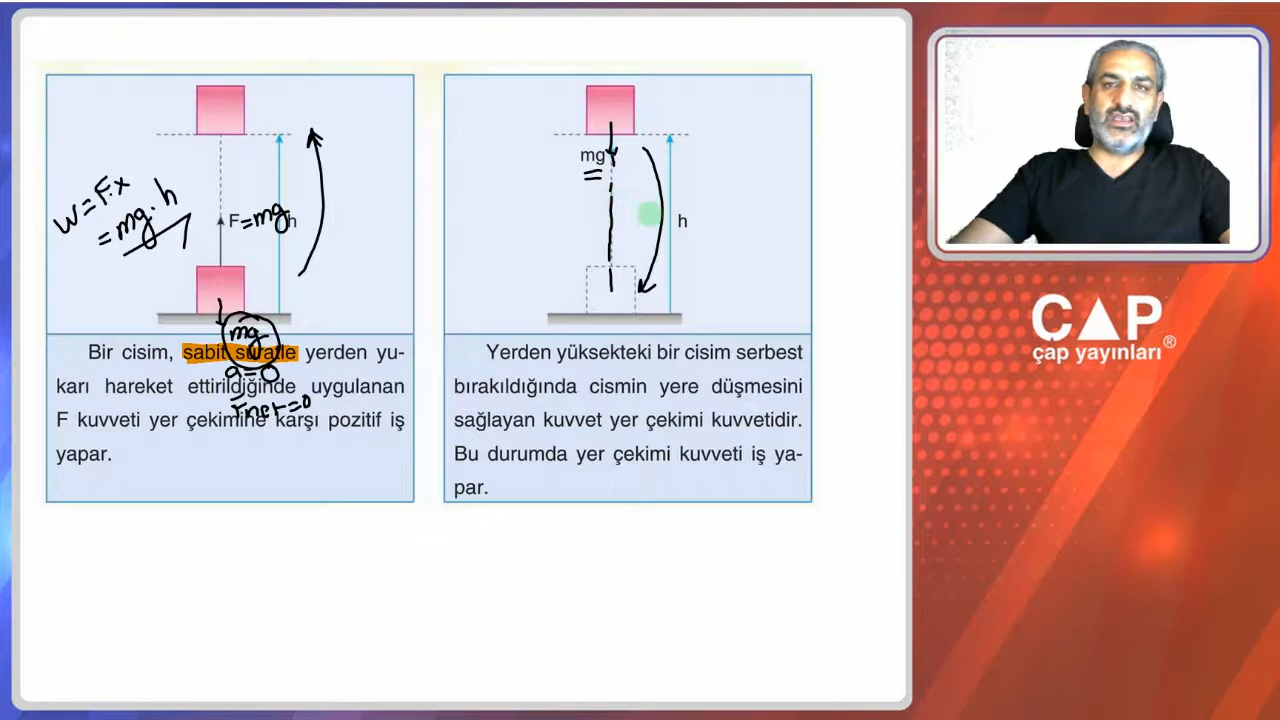 W=F.x
=mg.h
F=mg
h
mg
Bir cisim, sabit süratle yerden yu-
a=0
karı hareket ettirildiğinde uygulanan
Fnet=0
F kuvveti yer çekimine karşı pozitif iş
yapar.
mg
h
Yerden yüksekteki bir cisim serbest
bırakıldığında cismin yere düşmesini
sağlayan kuvvet yer çekimi kuvvetidir.
Bu durumda yer çekimi kuvveti iş ya-
par.
ÇAP
çap yayınları®